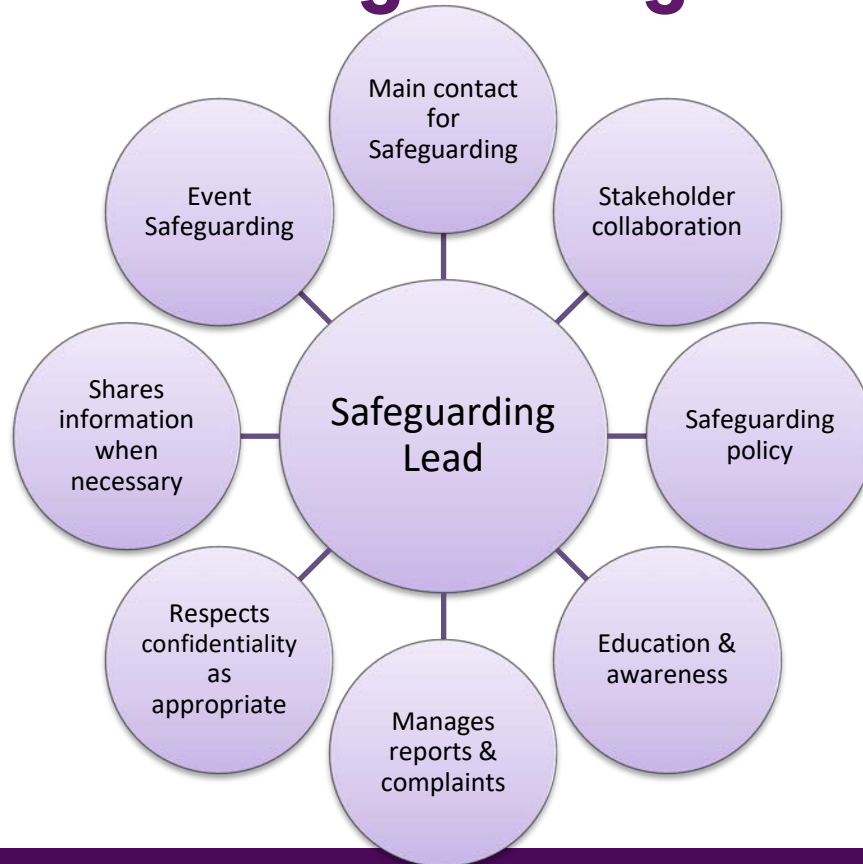 Main contact
for
Safeguarding
Stakeholder
collaboration
Safeguarding
policy
Education &
awareness
Manages
reports &
complaints
Respects
confidentiality
as
appropriate
Shares
information
when
necessary
Event
Safeguarding
Safeguarding
Lead